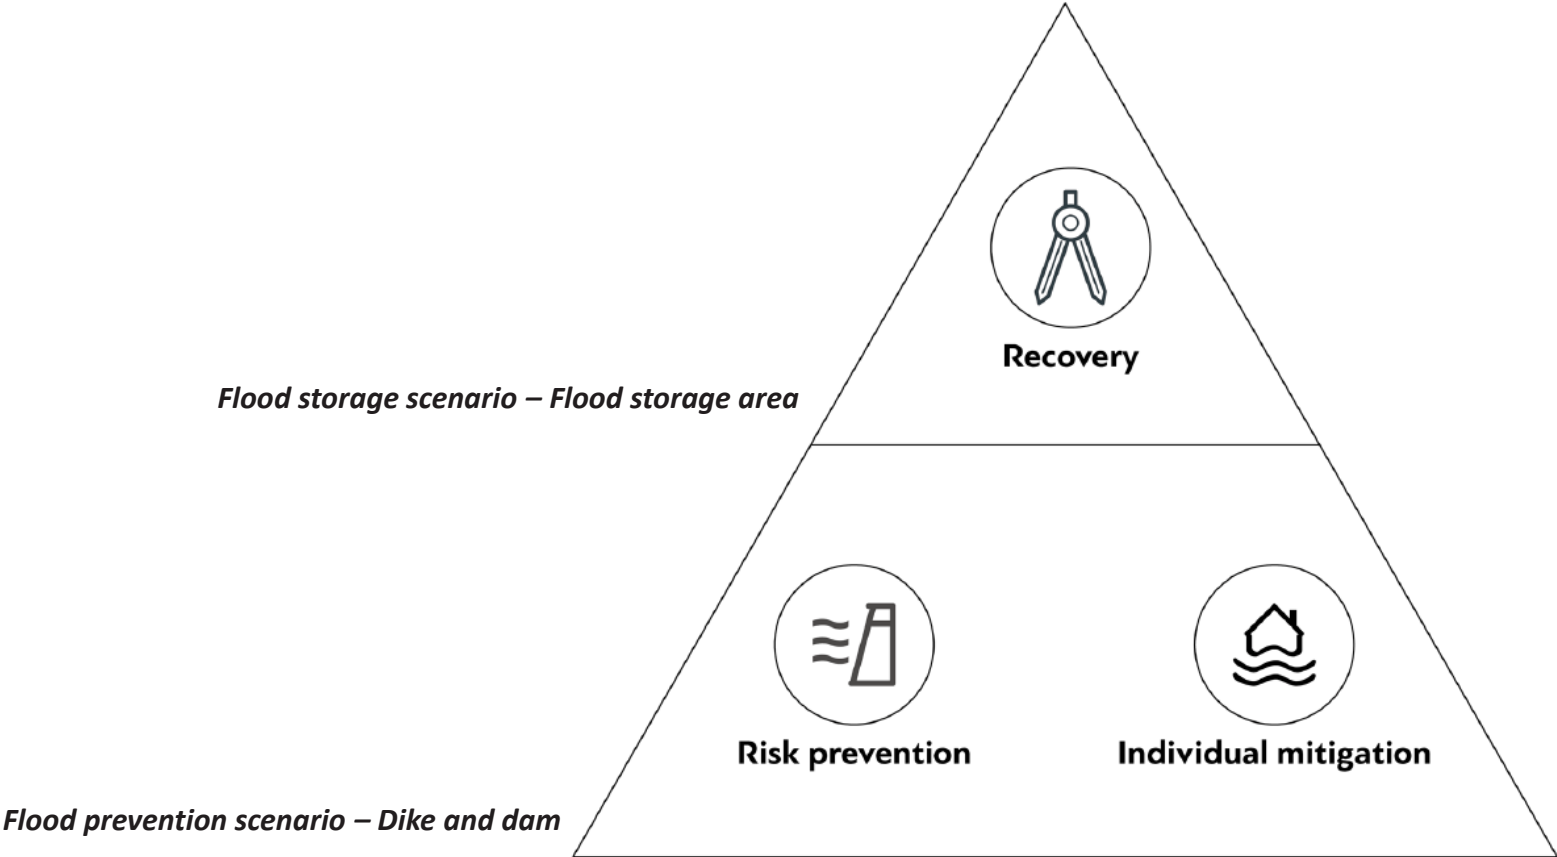 Recovery
Flood storage scenario – Flood storage area
Risk prevention
Individual mitigation
Flood prevention scenario – Dike and dam